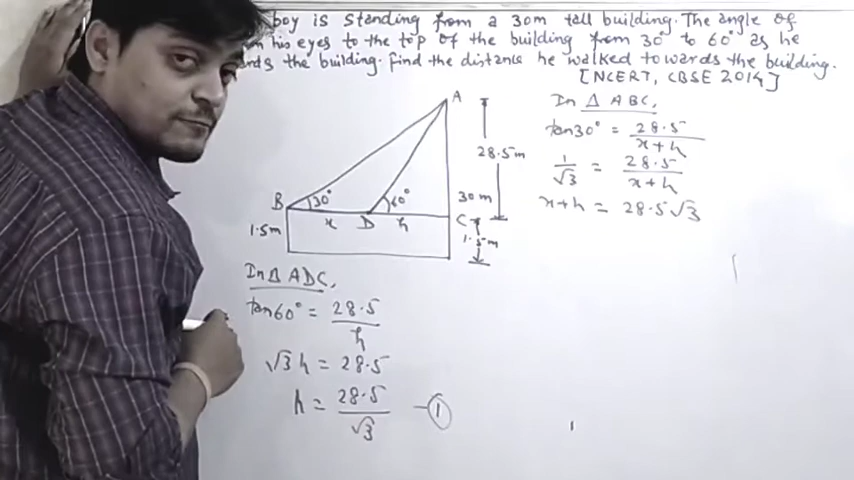 boy is standing from a 30m tall building. The angle of
his eyes to the top of the building from 30° to 60° as he
the building. find the distance he walked towards the building.
[NCERT, CBSE 2014]
A
28.5m
30m
B
30°
60°
x
D
h
C
1.5m
1.5m
In Δ ABC,
tan30° = 28.5 / x+h
1/√3 = 28.5 / x+h
x+h = 28.5√3
In Δ ADC,
tan60° = 28.5 / h
√3 h = 28.5
h = 28.5 / √3 — ①